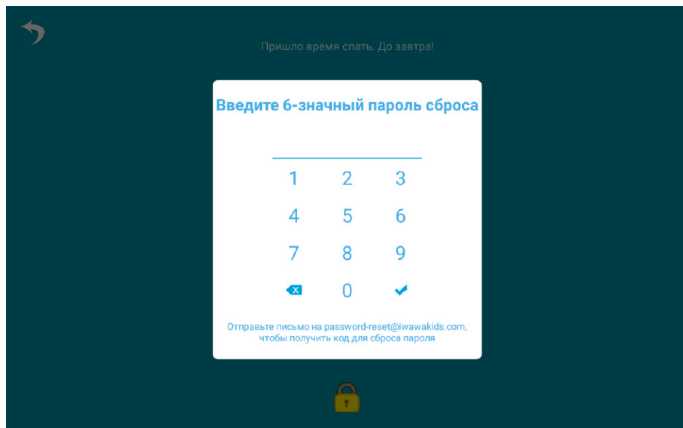 Пришло время спать. До завтра!
Введите 6-значный пароль сброса
1 2 3
4 5 6
7 8 9
0
Отправьте письмо на password-reset@iwawakids.com,
чтобы получить код для сброса пароля